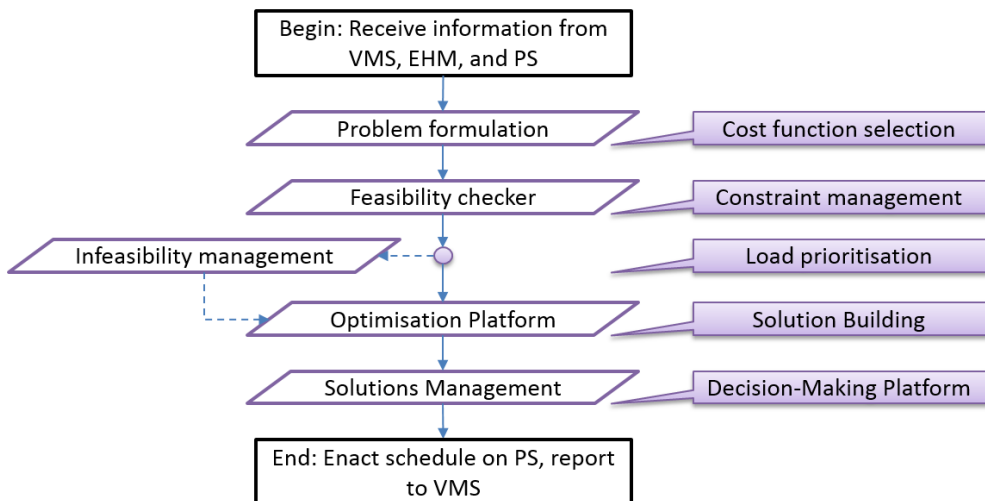 Begin: Receive information from
VMS, EHM, and PS
Problem formulation
Cost function selection
Feasibility checker
Constraint management
Infeasibility management
Load prioritisation
Optimisation Platform
Solution Building
Solutions Management
Decision-Making Platform
End: Enact schedule on PS, report
to VMS